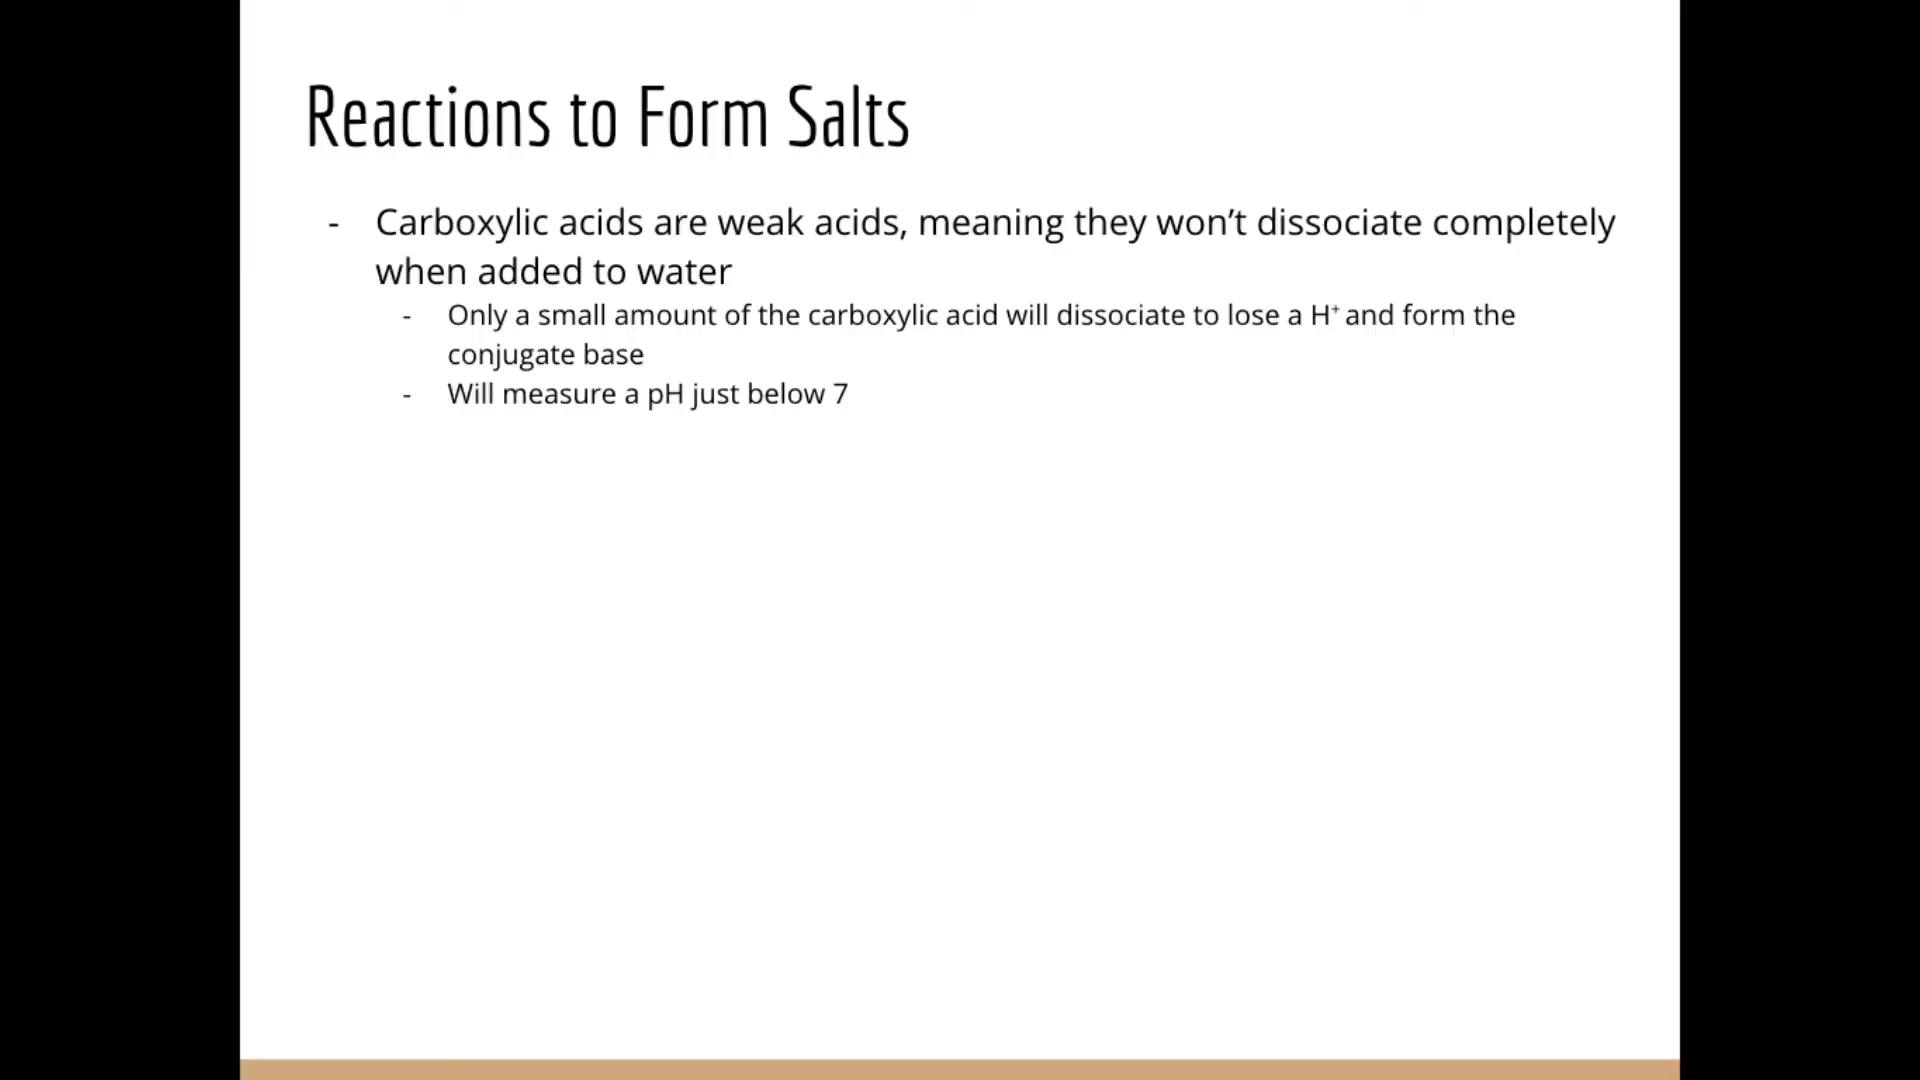 Reactions to Form Salts
- Carboxylic acids are weak acids, meaning they won’t dissociate completely
when added to water
- Only a small amount of the carboxylic acid will dissociate to lose a H⁺ and form the
conjugate base
- Will measure a pH just below 7